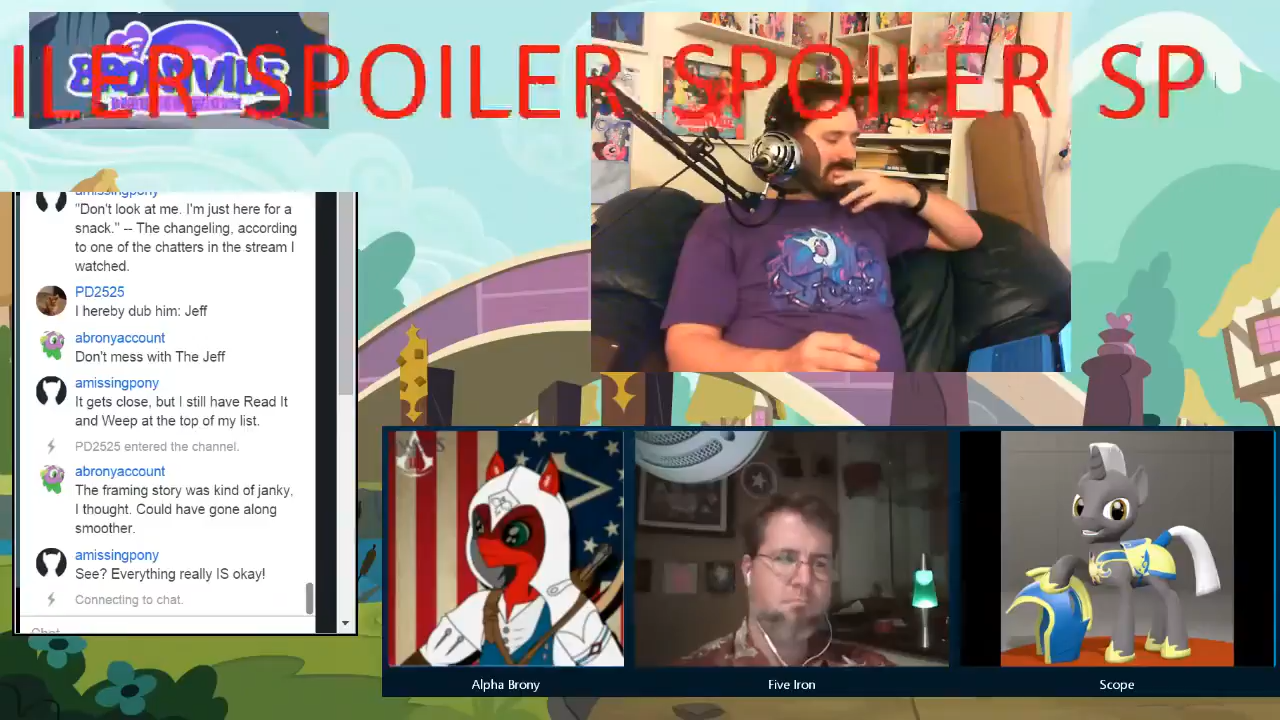 ILER SPOILER SPOILER SP
BRONYVILLE
amissingpony
"Don't look at me. I'm just here for a
snack." -- The changeling, according
to one of the chatters in the stream I
watched.
PD2525
I hereby dub him: Jeff
abronyaccount
Don't mess with The Jeff
amissingpony
It gets close, but I still have Read It
and Weep at the top of my list.
PD2525 entered the channel.
abronyaccount
The framing story was kind of janky,
I thought. Could have gone along
smoother.
amissingpony
See? Everything really IS okay!
Connecting to chat.
Chat
Alpha Brony
Five Iron
Scope